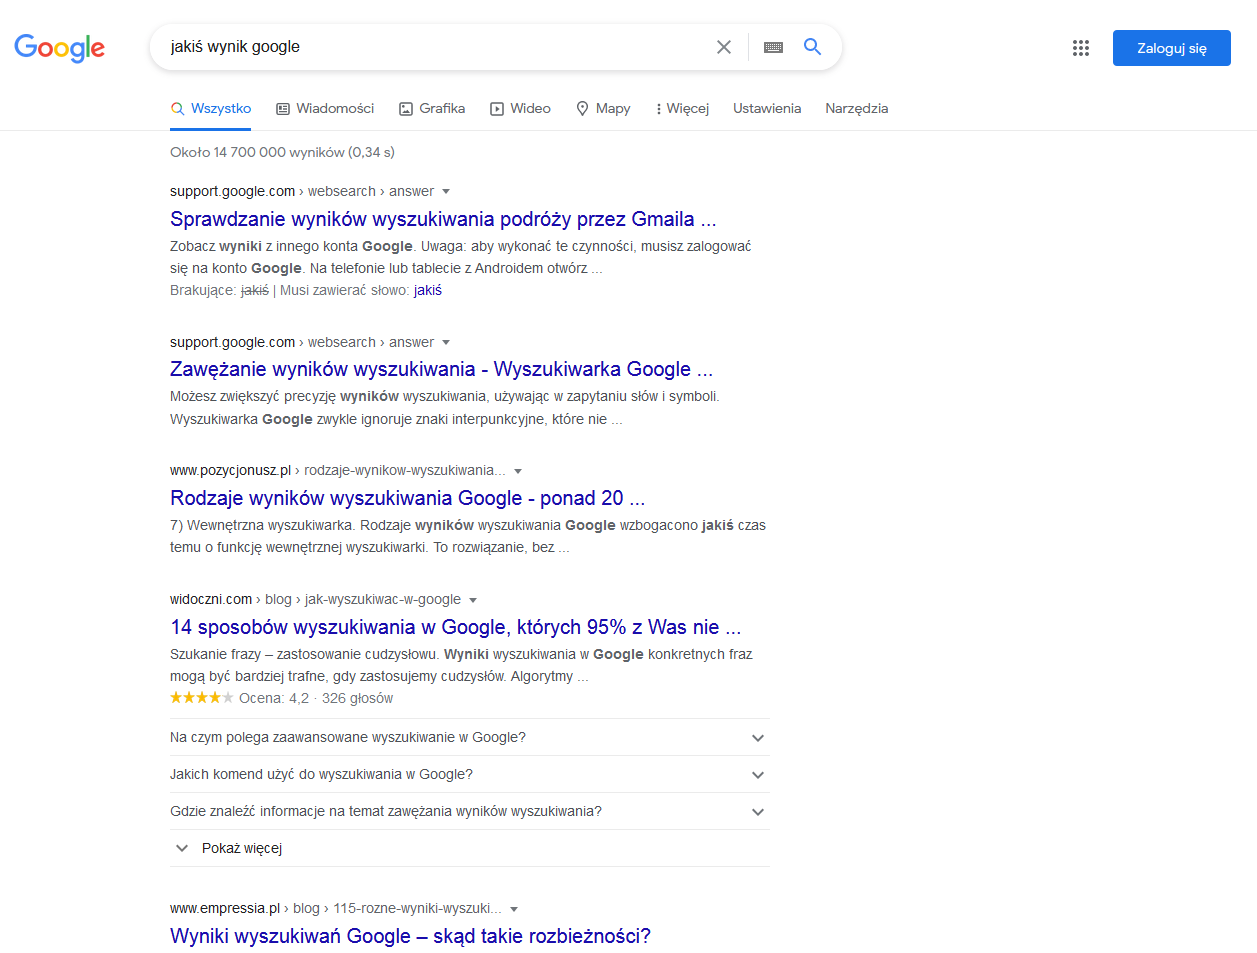 Google
jakiś wynik google
Zaloguj się
Wszystko Wiadomości Grafika Wideo Mapy Więcej Ustawienia Narzędzia
Około 14 700 000 wyników (0,34 s)
support.google.com › websearch › answer
Sprawdzanie wyników wyszukiwania podróży przez Gmaila ...
Zobacz wyniki z innego konta Google. Uwaga: aby wykonać te czynności, musisz zalogować
się na konto Google. Na telefonie lub tablecie z Androidem otwórz ...
Brakujące: jakiś | Musi zawierać słowo: jakiś
support.google.com › websearch › answer
Zawężanie wyników wyszukiwania - Wyszukiwarka Google ...
Możesz zwiększyć precyzję wyników wyszukiwania, używając w zapytaniu słów i symboli.
Wyszukiwarka Google zwykle ignoruje znaki interpunkcyjne, które nie ...
www.pozycjonusz.pl › rodzaje-wynikow-wyszukiwania...
Rodzaje wyników wyszukiwania Google - ponad 20 ...
7) Wewnętrzna wyszukiwarka. Rodzaje wyników wyszukiwania Google wzbogacono jakiś czas
temu o funkcję wewnętrznej wyszukiwarki. To rozwiązanie, bez ...
widoczni.com › blog › jak-wyszukiwac-w-google
14 sposobów wyszukiwania w Google, których 95% z Was nie ...
Szukanie frazy – zastosowanie cudzysłowu. Wyniki wyszukiwania w Google konkretnych fraz
mogą być bardziej trafne, gdy zastosujemy cudzysłów. Algorytmy ...
Ocena: 4,2 · 326 głosów
Na czym polega zaawansowane wyszukiwanie w Google?
Jakich komend użyć do wyszukiwania w Google?
Gdzie znaleźć informacje na temat zawężania wyników wyszukiwania?
Pokaż więcej
www.empressia.pl › blog › 115-rozne-wyniki-wyszuki...
Wyniki wyszukiwań Google – skąd takie rozbieżności?